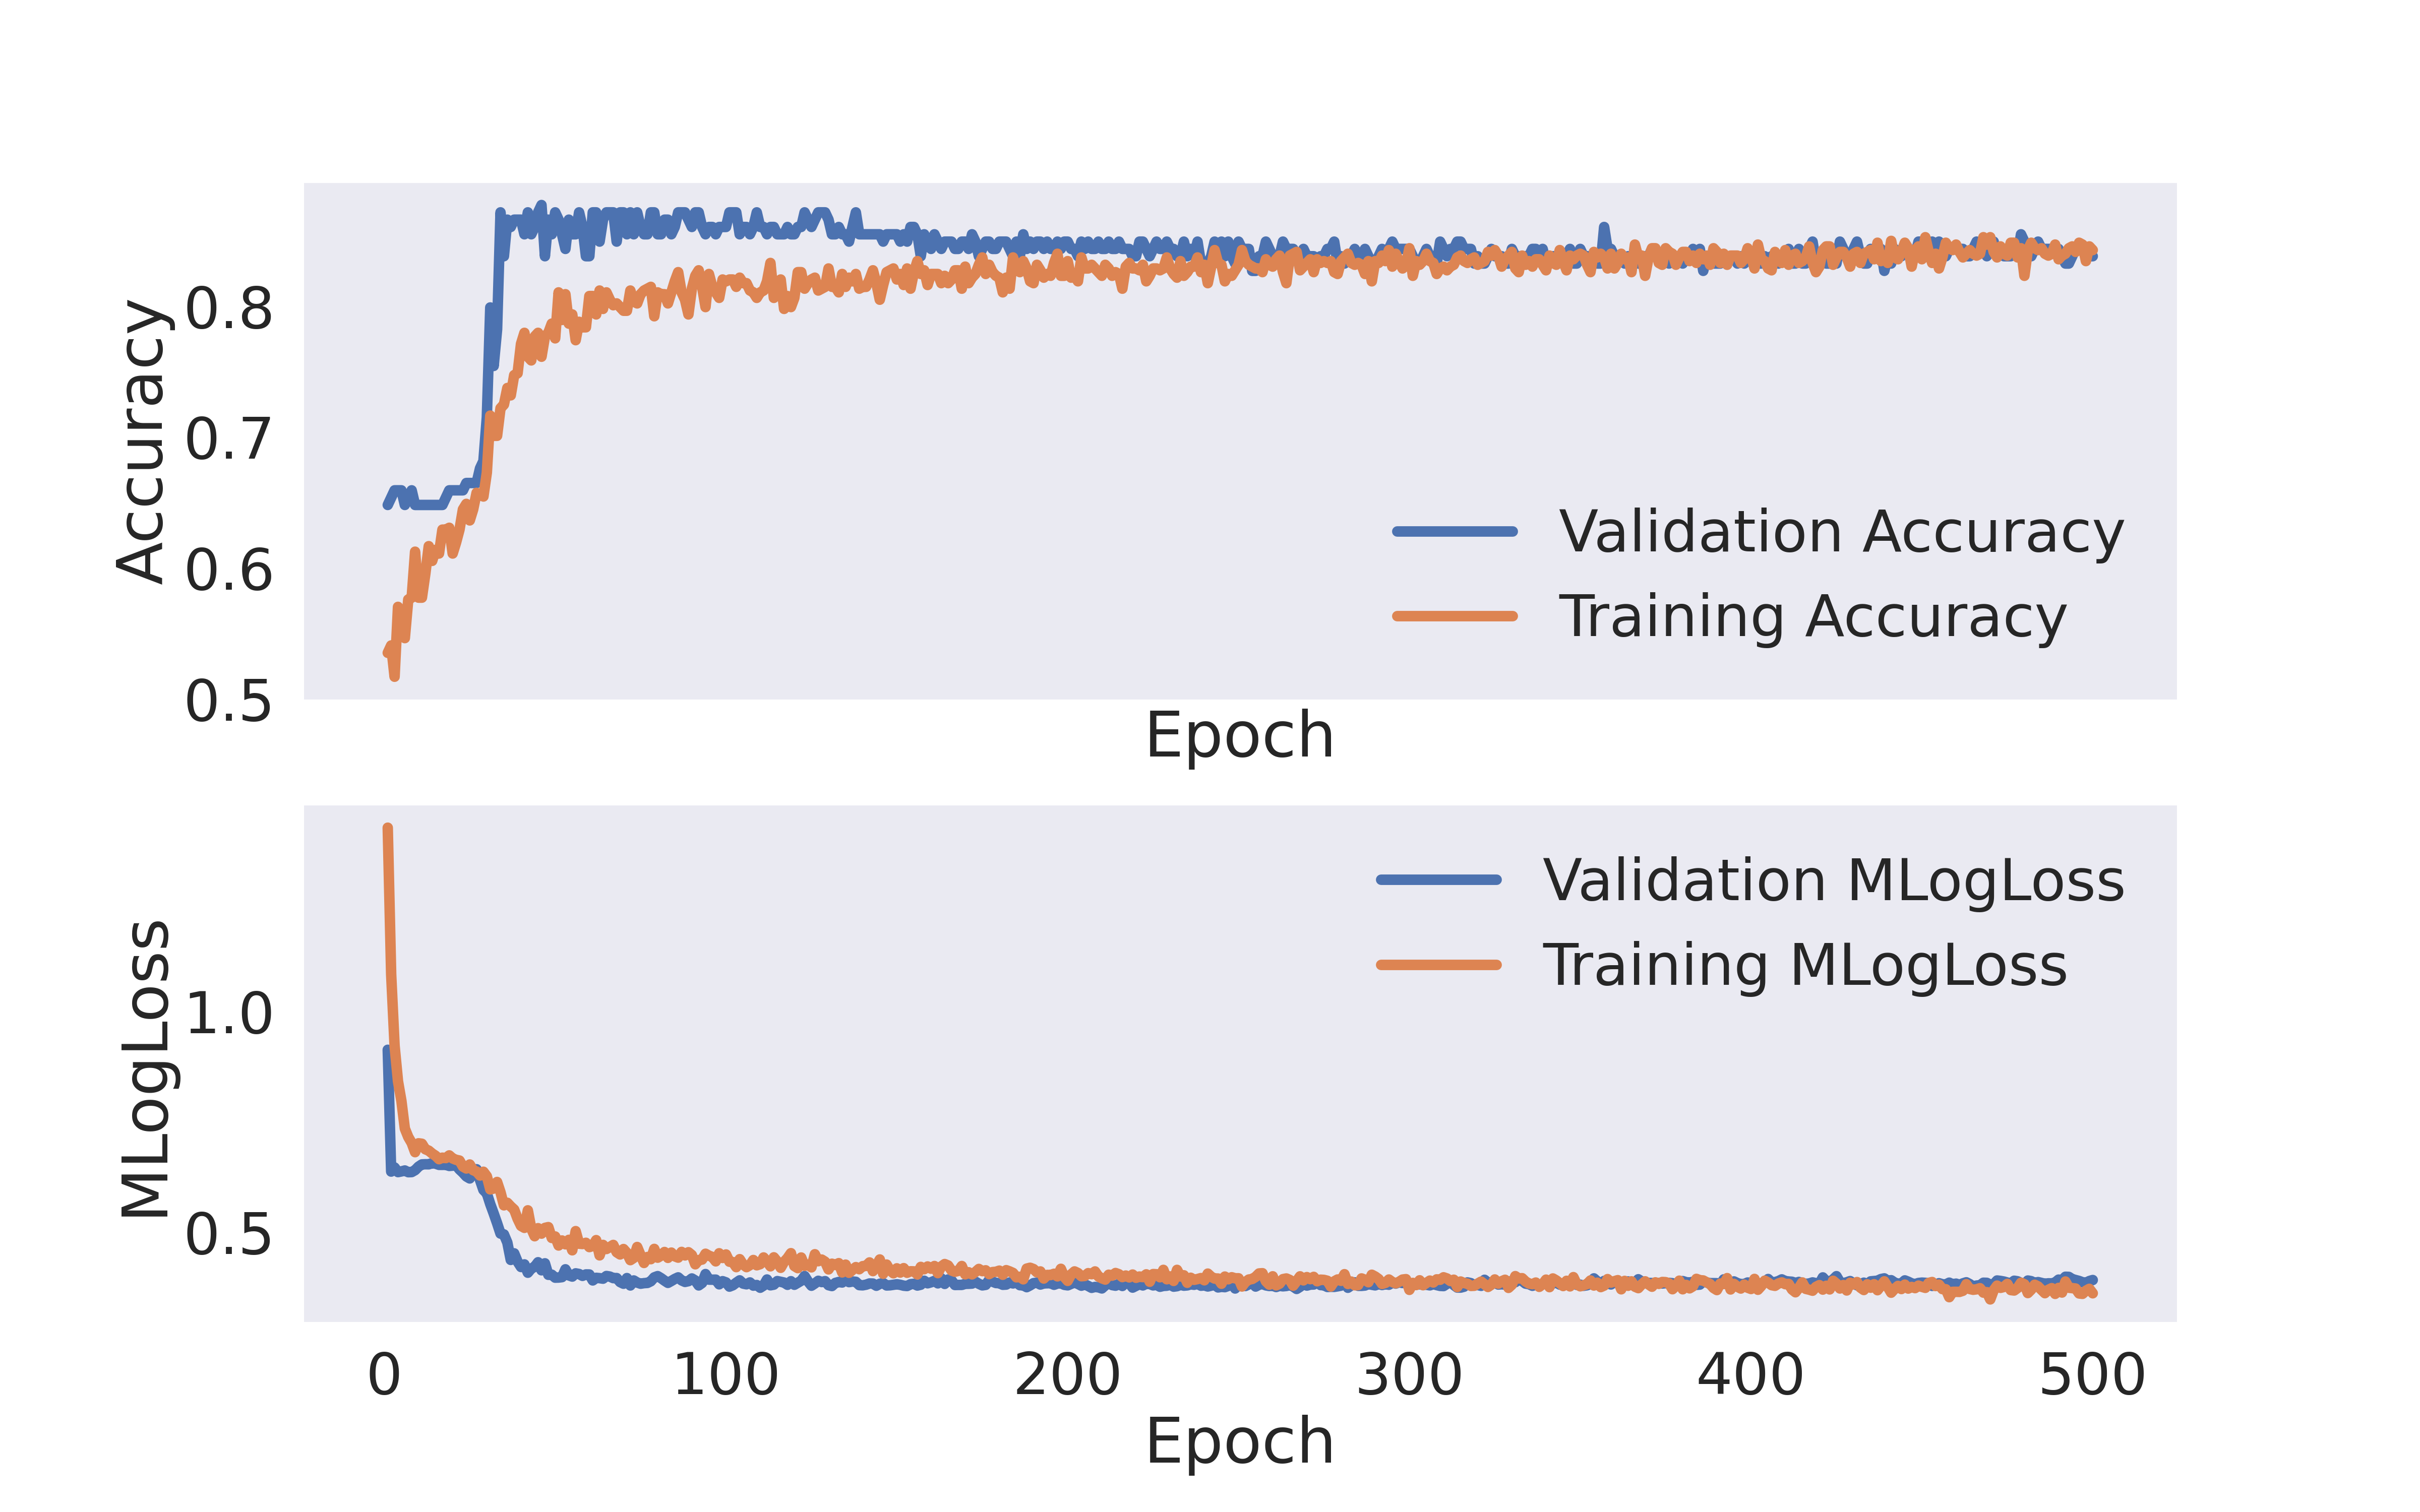 Accuracy
0.8
0.7
0.6
0.5
Validation Accuracy
Training Accuracy
Epoch
MLogLoss
1.0
0.5
Validation MLogLoss
Training MLogLoss
0 100 200 300 400 500
Epoch